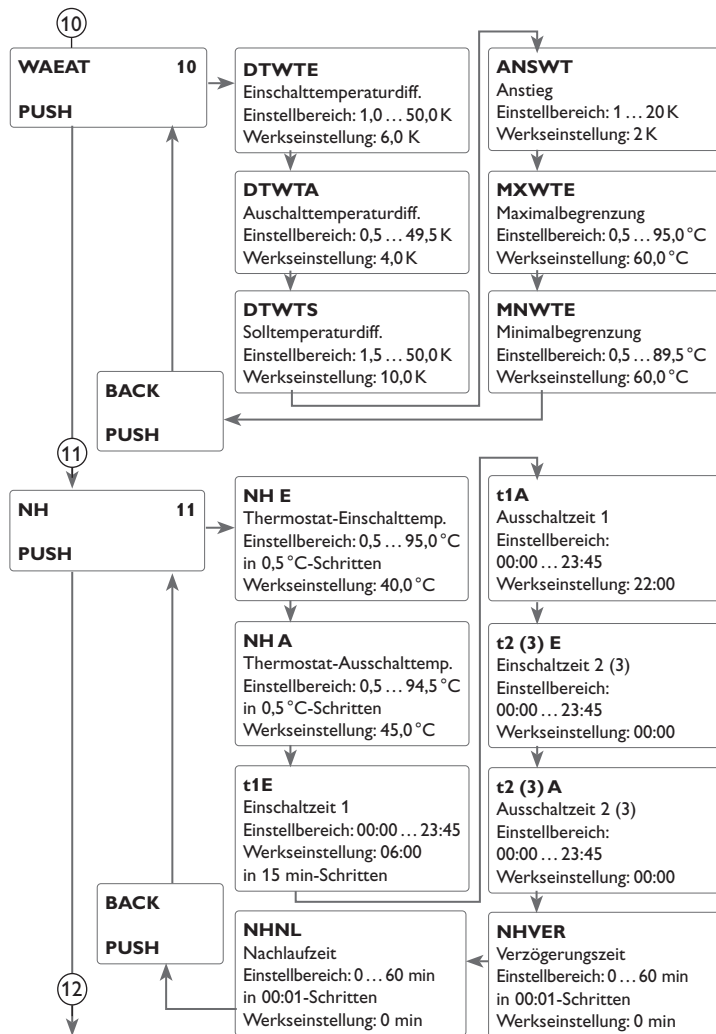 10
WAEAT 10
PUSH
DTWTE
Einschalttemperaturdiff.
Einstellbereich: 1,0 … 50,0 K
Werkseinstellung: 6,0 K
DTWTA
Auschalttemperaturdiff.
Einstellbereich: 0,5 … 49,5 K
Werkseinstellung: 4,0 K
DTWTS
Solltemperaturdiff.
Einstellbereich: 1,5 … 50,0 K
Werkseinstellung: 10,0 K
ANSWT
Anstieg
Einstellbereich: 1 … 20 K
Werkseinstellung: 2 K
MXWTE
Maximalbegrenzung
Einstellbereich: 0,5 … 95,0 °C
Werkseinstellung: 60,0 °C
MNWTE
Minimalbegrenzung
Einstellbereich: 0,5 … 89,5 °C
Werkseinstellung: 60,0 °C
BACK
PUSH
11
NH 11
PUSH
NH E
Thermostat-Einschalttemp.
Einstellbereich: 0,5 … 95,0 °C
in 0,5 °C-Schritten
Werkseinstellung: 40,0 °C
NH A
Thermostat-Ausschalttemp.
Einstellbereich: 0,5 … 94,5 °C
in 0,5 °C-Schritten
Werkseinstellung: 45,0 °C
t1E
Einschaltzeit 1
Einstellbereich: 00:00 … 23:45
Werkseinstellung: 06:00
in 15 min-Schritten
t1A
Ausschaltzeit 1
Einstellbereich:
00:00 … 23:45
Werkseinstellung: 22:00
t2 (3) E
Einschaltzeit 2 (3)
Einstellbereich:
00:00 … 23:45
Werkseinstellung: 00:00
t2 (3) A
Ausschaltzeit 2 (3)
Einstellbereich:
00:00 … 23:45
Werkseinstellung: 00:00
NHVER
Verzögerungszeit
Einstellbereich: 0 … 60 min
in 00:01-Schritten
Werkseinstellung: 0 min
NHNL
Nachlaufzeit
Einstellbereich: 0 … 60 min
in 00:01-Schritten
Werkseinstellung: 0 min
BACK
PUSH
12